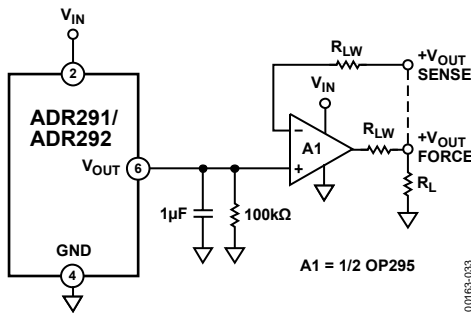 VIN
2
ADR291/
ADR292
VOUT
6
GND
4
1µF
100kΩ
VIN
A1
RLW
+VOUT
SENSE
RLW
+VOUT
FORCE
RL
A1 = 1/2 OP295
00163-033